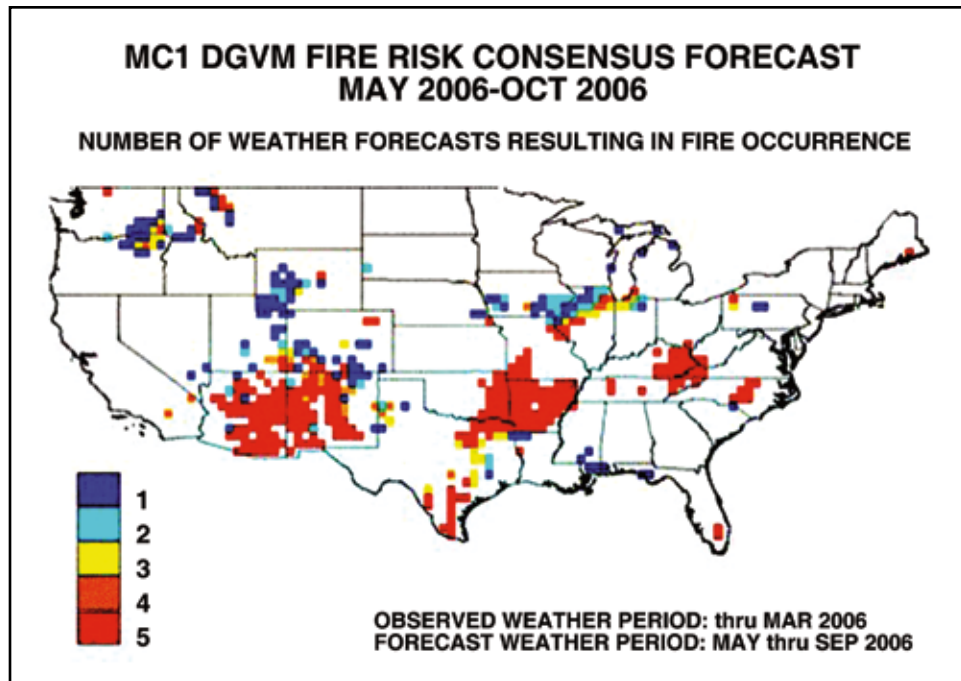 MC1 DGVM FIRE RISK CONSENSUS FORECAST
MAY 2006-OCT 2006
NUMBER OF WEATHER FORECASTS RESULTING IN FIRE OCCURRENCE
1
2
3
4
5
OBSERVED WEATHER PERIOD: thru MAR 2006
FORECAST WEATHER PERIOD: MAY thru SEP 2006